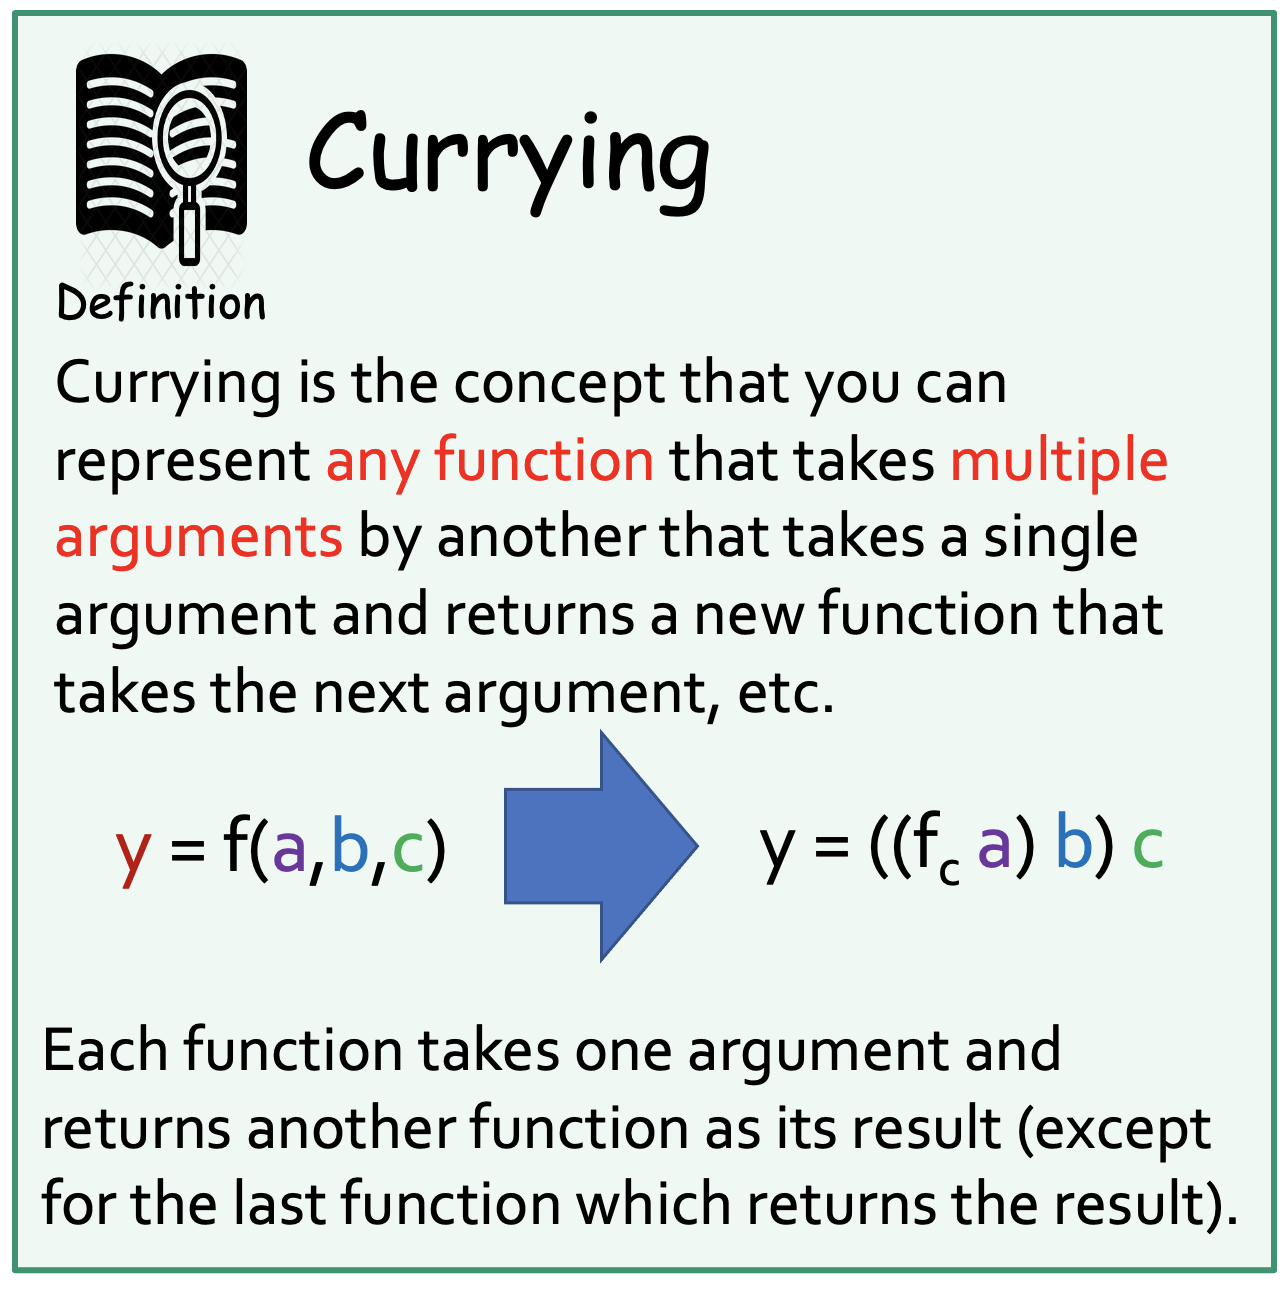 Currying
Definition
Currying is the concept that you can
represent any function that takes multiple
arguments by another that takes a single
argument and returns a new function that
takes the next argument, etc.
y = f(a,b,c)
y = ((fc a) b) c
Each function takes one argument and
returns another function as its result (except
for the last function which returns the result).